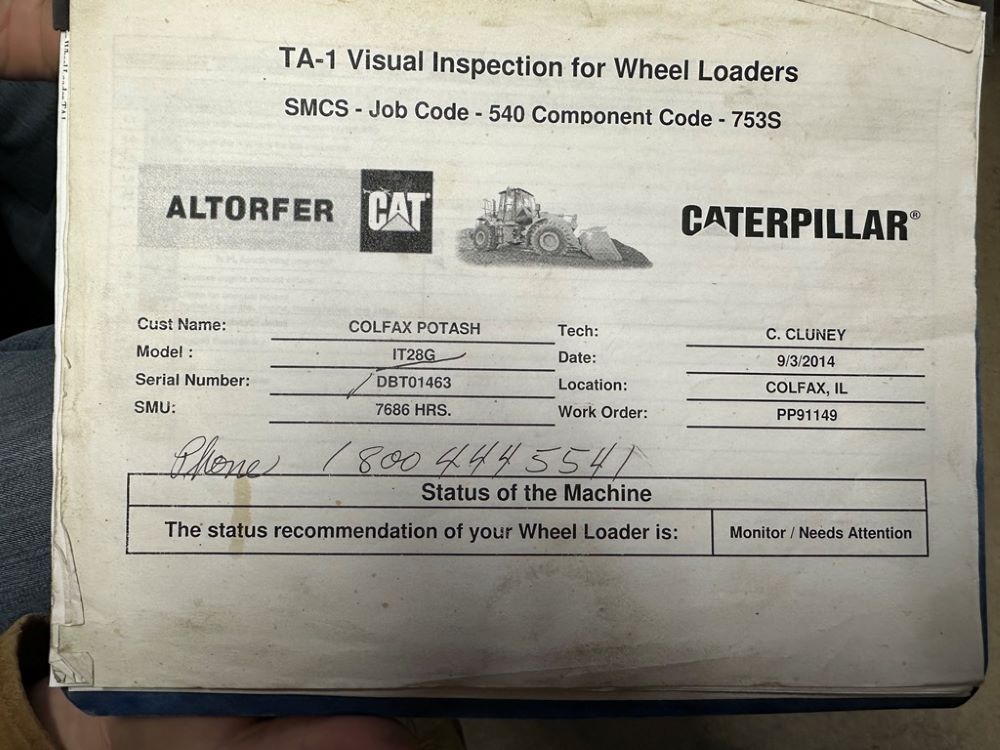 TA-1 Visual Inspection for Wheel Loaders
SMCS - Job Code - 540 Component Code - 753S
ALTORFER CAT CATERPILLAR®
Cust Name: COLFAX POTASH Tech: C. CLUNEY
Model : IT28G Date: 9/3/2014
Serial Number: DBT01463 Location: COLFAX, IL
SMU: 7686 HRS. Work Order: PP91149
Phone 1 800 444 5541
Status of the Machine
The status recommendation of your Wheel Loader is: Monitor / Needs Attention